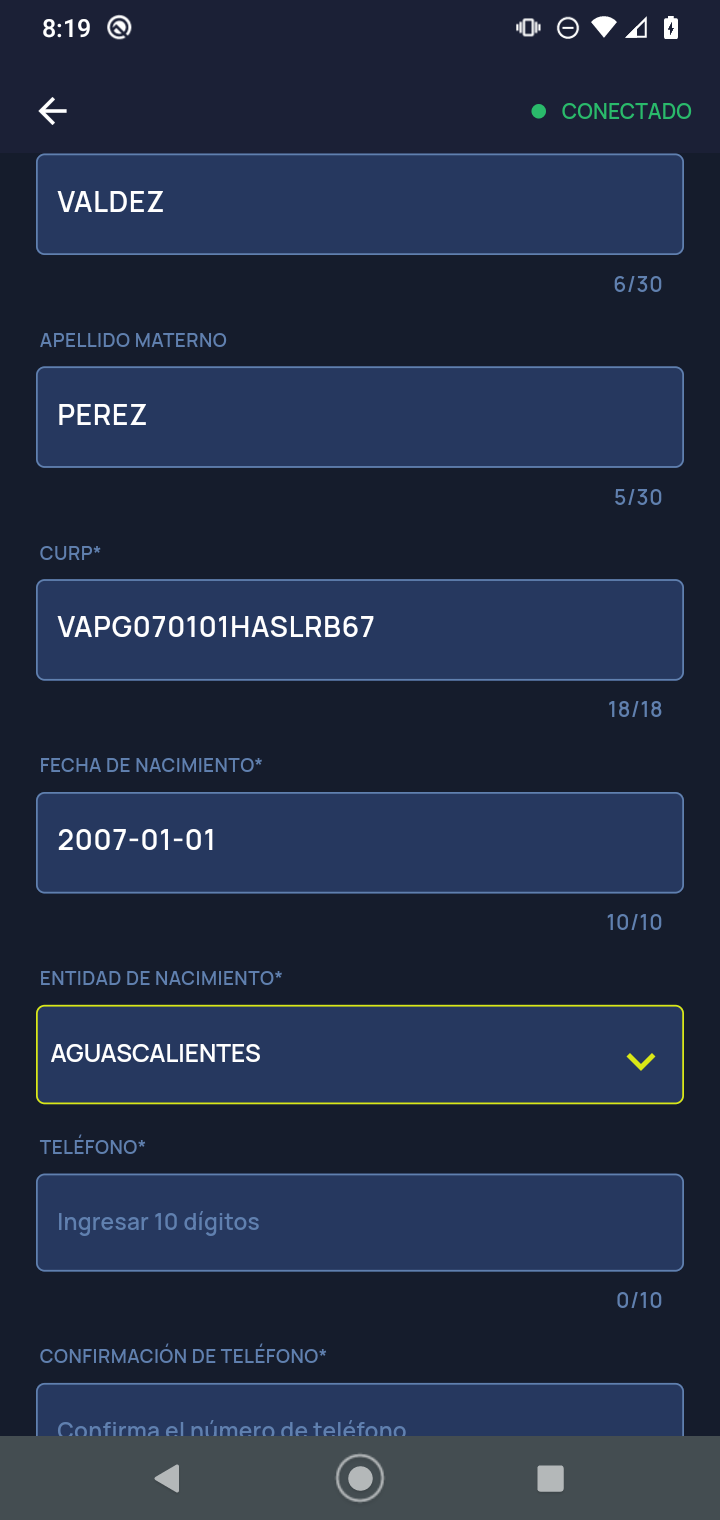 8:19
CONECTADO
VALDEZ
6/30
APELLIDO MATERNO
PEREZ
5/30
CURP*
VAPG070101HASLRB67
18/18
FECHA DE NACIMIENTO*
2007-01-01
10/10
ENTIDAD DE NACIMIENTO*
AGUASCALIENTES
TELÉFONO*
Ingresar 10 dígitos
0/10
CONFIRMACIÓN DE TELÉFONO*
Confirma el número de teléfono